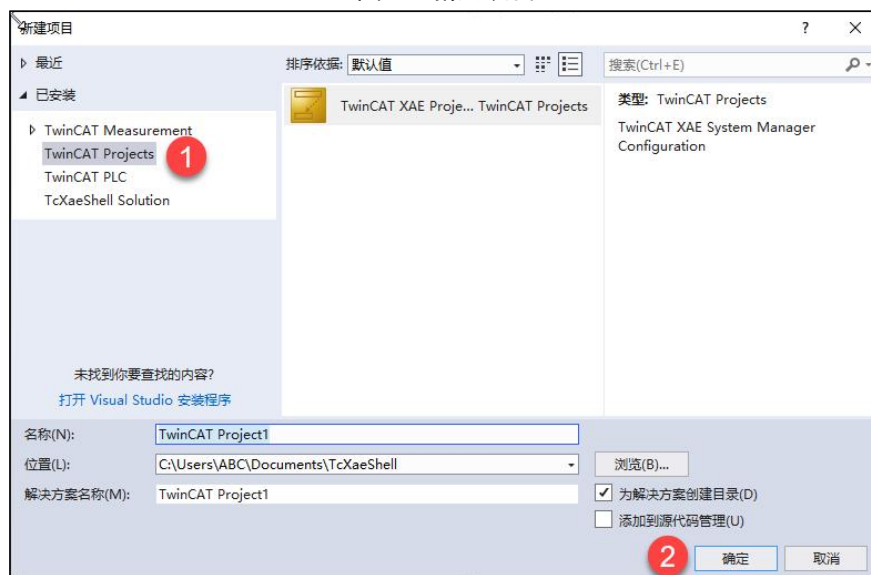 新建项目
? ×
最近
排序依据: 默认值
搜索(Ctrl+E)
已安装
TwinCAT Measurement
TwinCAT Projects
1
TwinCAT PLC
TcXaeShell Solution
TwinCAT XAE Proje... TwinCAT Projects
类型: TwinCAT Projects
TwinCAT XAE System Manager
Configuration
未找到你要查找的内容?
打开 Visual Studio 安装程序
名称(N): TwinCAT Project1
位置(L): C:\Users\ABC\Documents\TcXaeShell
浏览(B)...
解决方案名称(M): TwinCAT Project1
为解决方案创建目录(D)
添加到源代码管理(U)
2
确定
取消